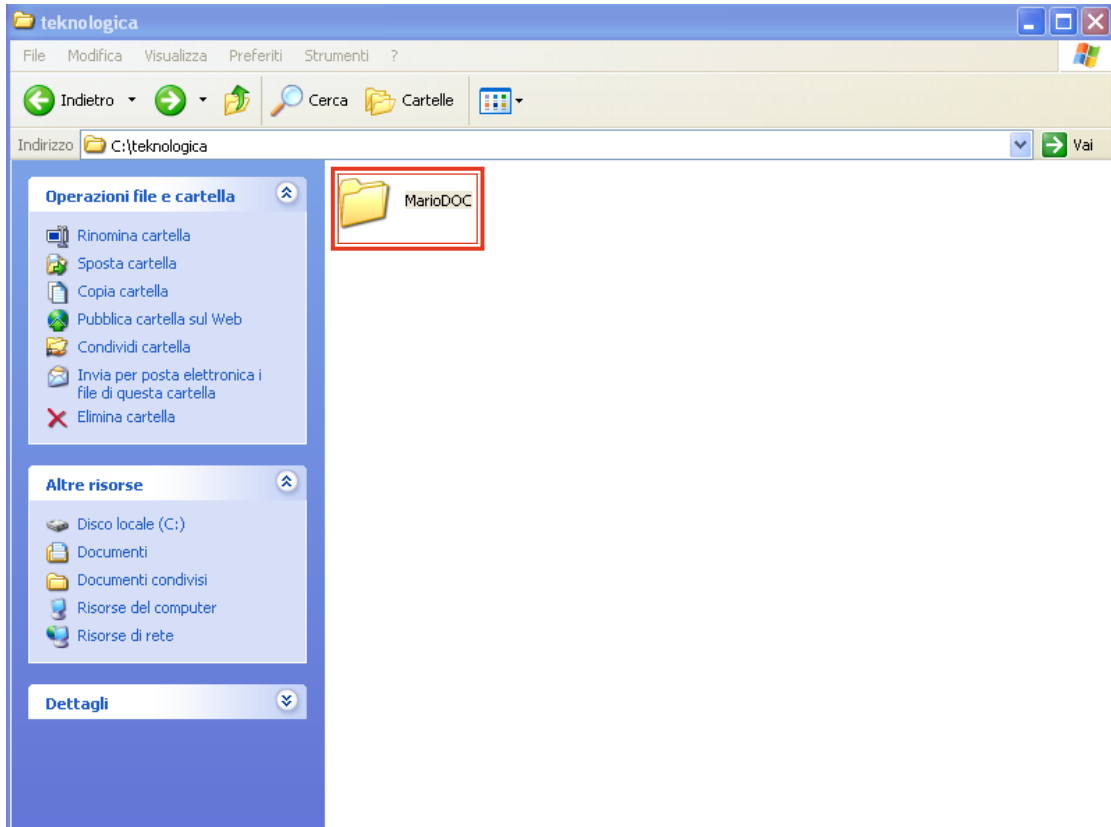 teknologica
File Modifica Visualizza Preferiti Strumenti ?
Indietro Cerca Cartelle
Indirizzo C:\teknologica Vai
Operazioni file e cartella
Rinomina cartella
Sposta cartella
Copia cartella
Pubblica cartella sul Web
Condividi cartella
Invia per posta elettronica i
file di questa cartella
Elimina cartella
Altre risorse
Disco locale (C:)
Documenti
Documenti condivisi
Risorse del computer
Risorse di rete
Dettagli
MarioDOC